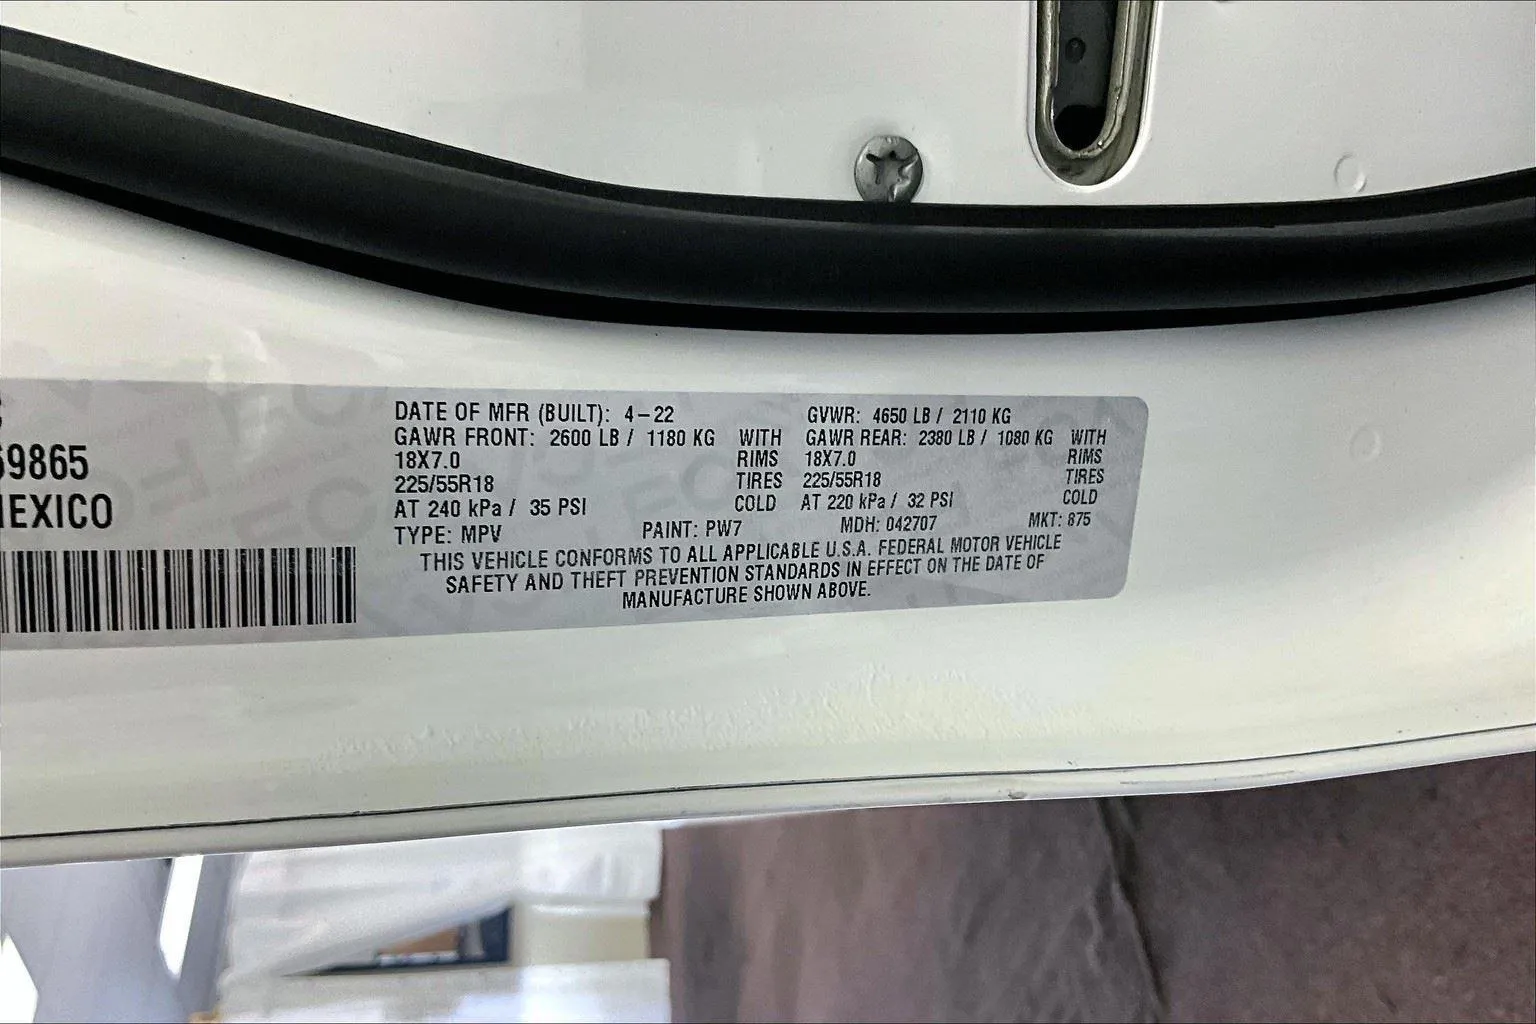 69865
MEXICO
DATE OF MFR (BUILT): 4-22 GVWR: 4650 LB / 2110 KG
GAWR FRONT: 2600 LB / 1180 KG WITH GAWR REAR: 2380 LB / 1080 KG WITH
18X7.0 RIMS 18X7.0 RIMS
225/55R18 TIRES 225/55R18 TIRES
AT 240 kPa / 35 PSI COLD AT 220 kPa / 32 PSI COLD
TYPE: MPV PAINT: PW7 MDH: 042707 MKT: 875
THIS VEHICLE CONFORMS TO ALL APPLICABLE U.S.A. FEDERAL MOTOR VEHICLE
SAFETY AND THEFT PREVENTION STANDARDS IN EFFECT ON THE DATE OF
MANUFACTURE SHOWN ABOVE.